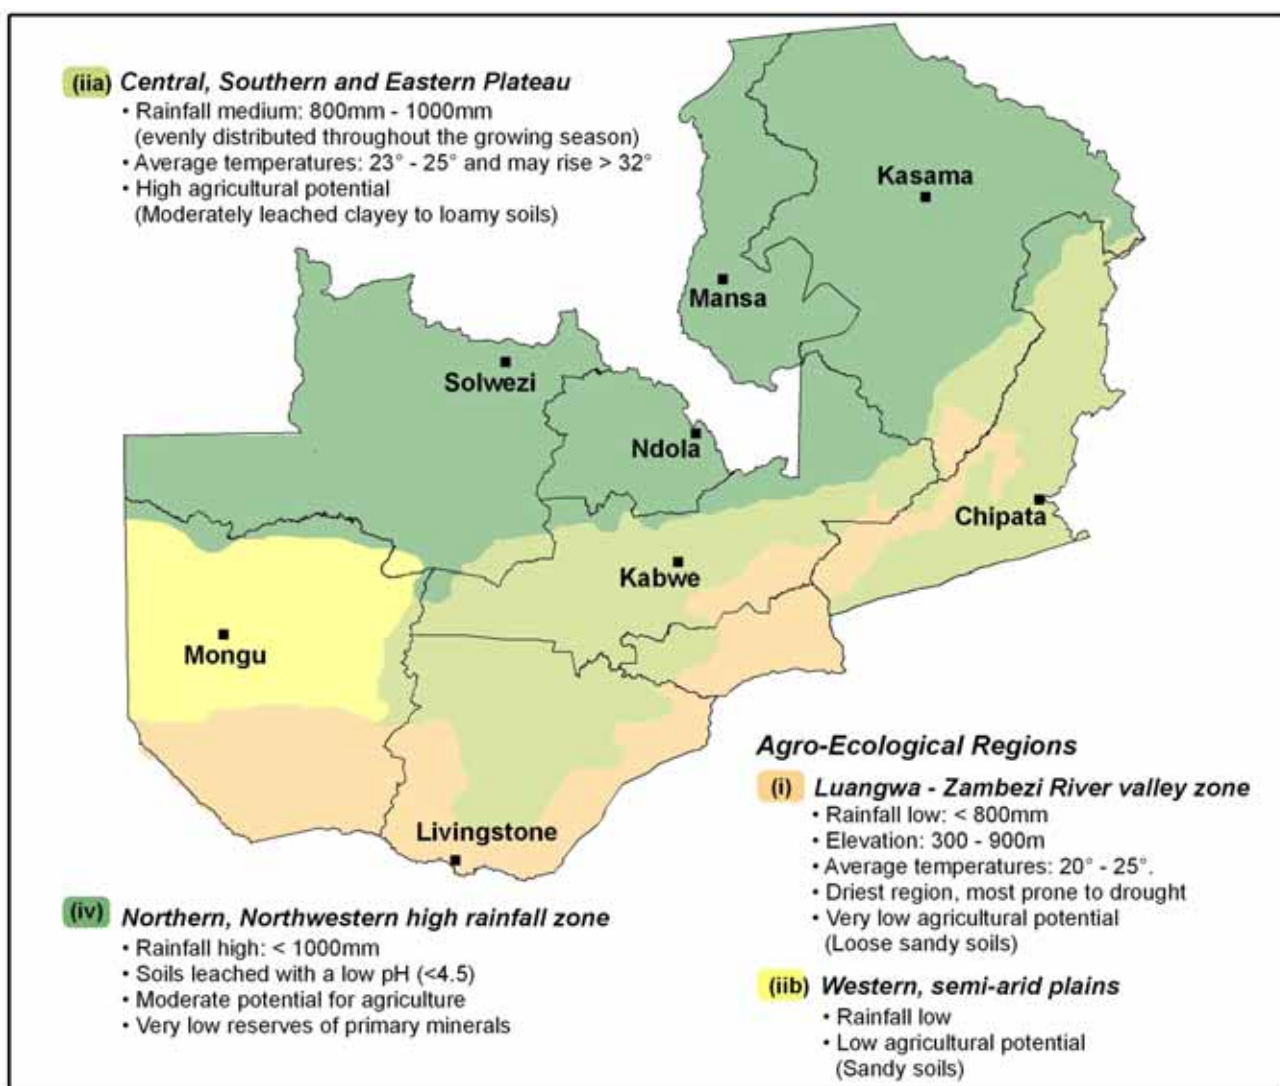 (iia) Central, Southern and Eastern Plateau
• Rainfall medium: 800mm - 1000mm
(evenly distributed throughout the growing season)
• Average temperatures: 23° - 25° and may rise > 32°
• High agricultural potential
(Moderately leached clayey to loamy soils)
Kasama
Mansa
Solwezi
Ndola
Chipata
Kabwe
Mongu
Livingstone
Agro-Ecological Regions
(i) Luangwa - Zambezi River valley zone
• Rainfall low: < 800mm
• Elevation: 300 - 900m
• Average temperatures: 20° - 25°.
• Driest region, most prone to drought
• Very low agricultural potential
(Loose sandy soils)
(iv) Northern, Northwestern high rainfall zone
• Rainfall high: < 1000mm
• Soils leached with a low pH (<4.5)
• Moderate potential for agriculture
• Very low reserves of primary minerals
(iib) Western, semi-arid plains
• Rainfall low
• Low agricultural potential
(Sandy soils)